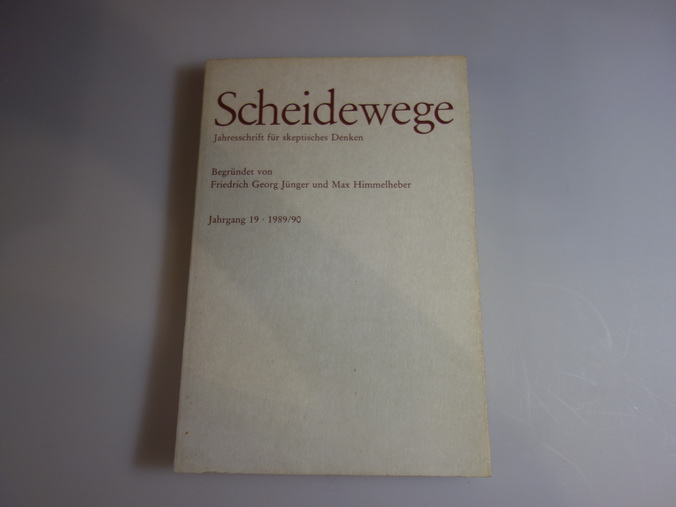 Scheidewege
Jahresschrift für skeptisches Denken
Begründet von
Friedrich Georg Jünger und Max Himmelheber
Jahrgang 19 · 1989/90